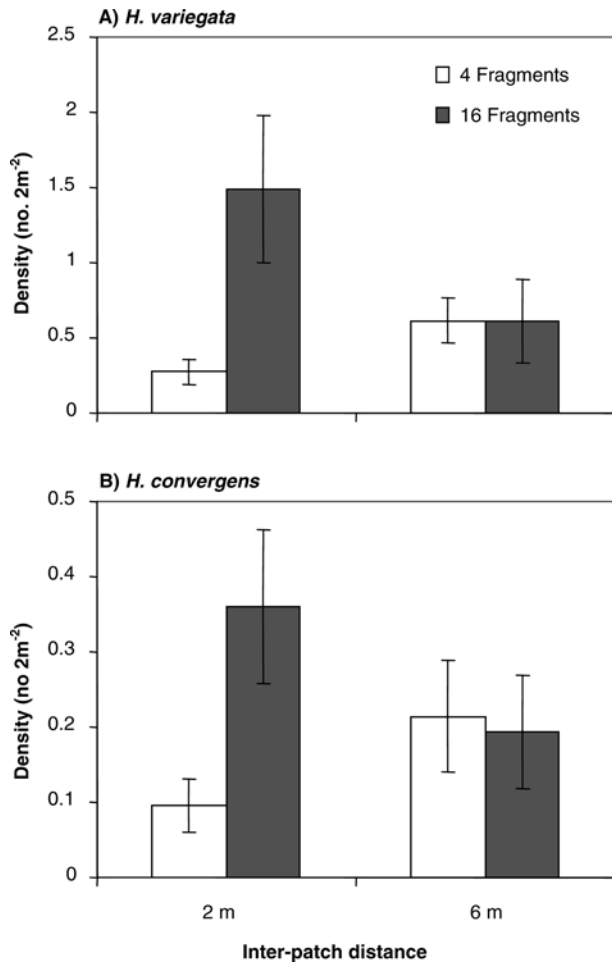 A) H. variegata
2.5
2
1.5
1
0.5
0
Density (no. 2m⁻²)
4 Fragments
16 Fragments
B) H. convergens
0.5
0.4
0.3
0.2
0.1
0
Density (no 2m⁻²)
2 m
6 m
Inter-patch distance